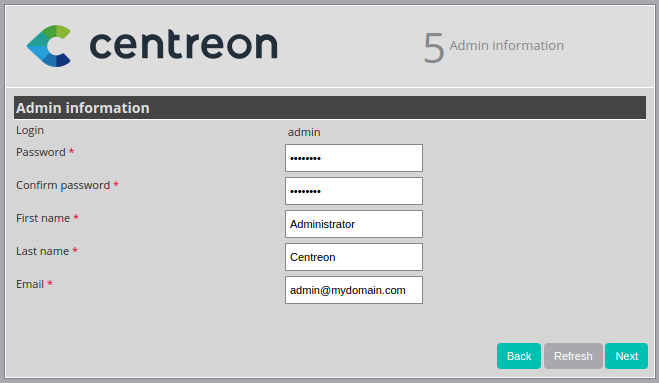 centreon
5 Admin information
Admin information
Login admin
Password * ••••••••
Confirm password * ••••••••
First name * Administrator
Last name * Centreon
Email * admin@mydomain.com
Back Refresh Next